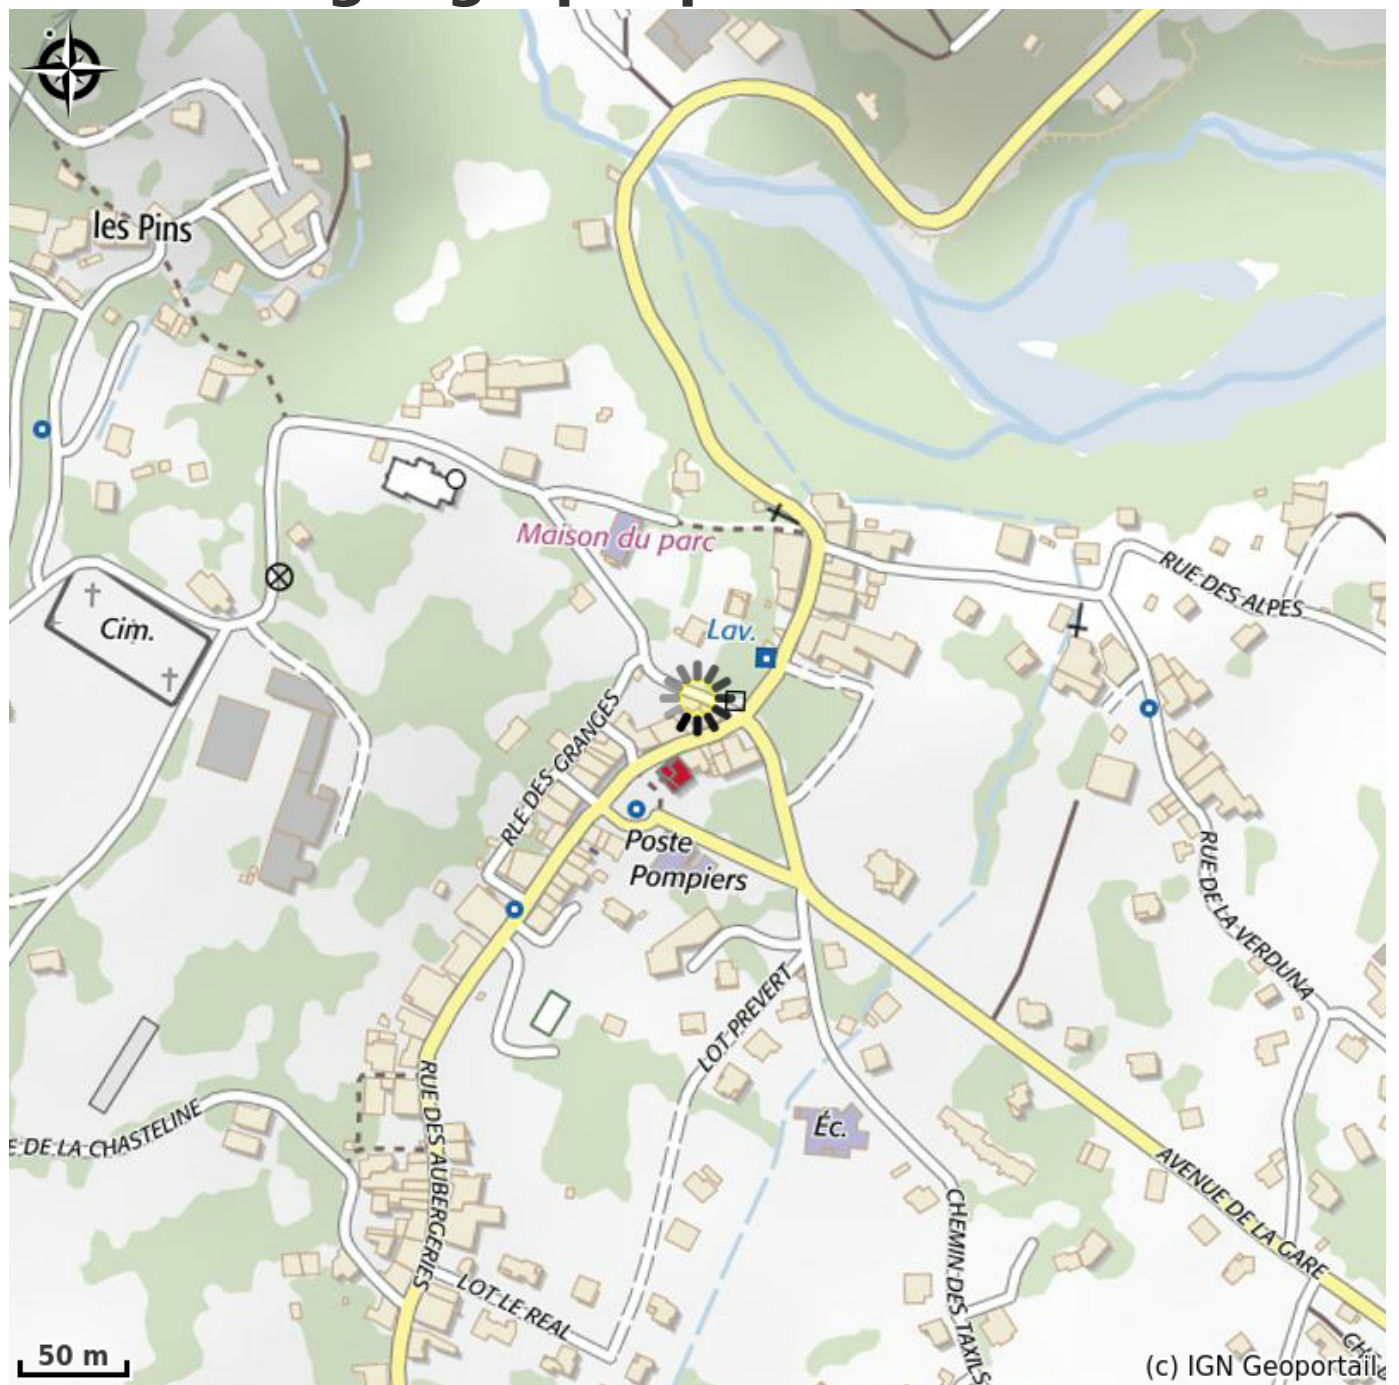 les Pins
Maison du parc
RUE DES ALPES
Cim.
Lav.
RLE DES GRANGES
Poste
Pompiers
RUE DE LA VERDUNA
LOT PREVERT
RUE DES AUBERGERIES
E DE LA CHASTELINE
Éc.
AVENUE DE LA GARE
CHEMIN DES TAXILS
LOT LE REAL
50 m
(c) IGN Geoportail